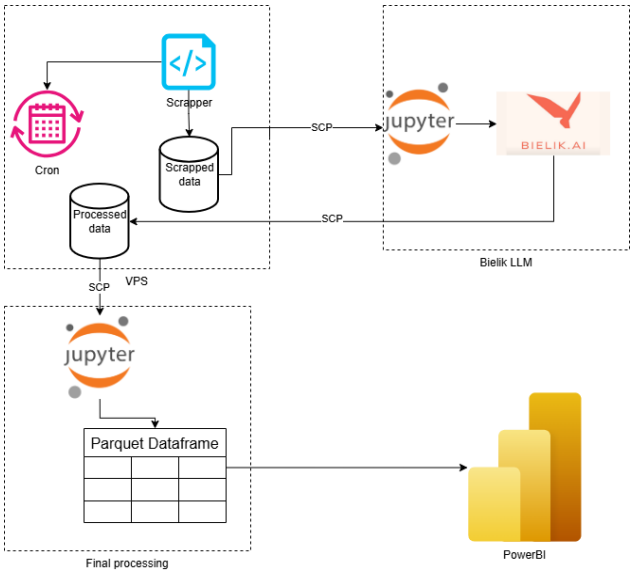 </>
Scrapper
Cron
Scrapped
data
SCP
jupyter
BIELIK.AI
Processed
data
SCP
Bielik LLM
SCP
VPS
jupyter
Parquet Dataframe
PowerBI
Final processing